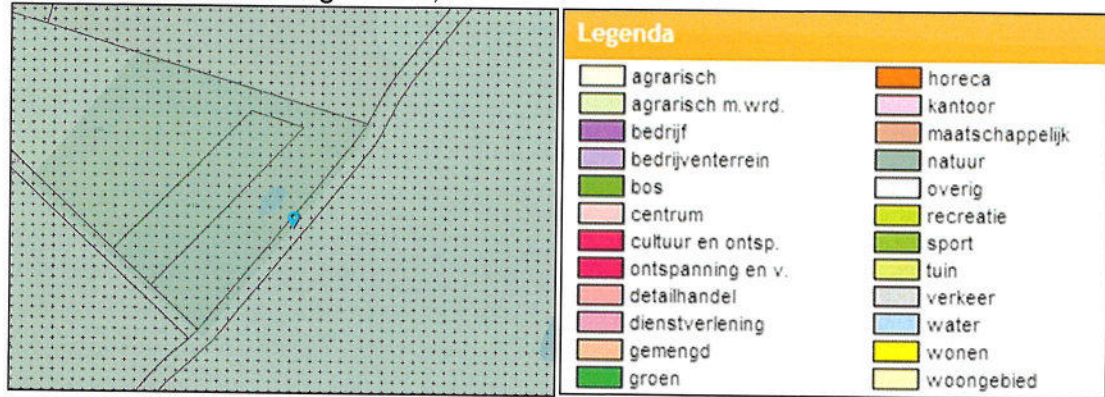 Legenda
agrarisch
agrarisch m.wrd.
bedrijf
bedrijventerrein
bos
centrum
cultuur en ontsp.
ontspanning en v.
detailhandel
dienstverlening
gemengd
groen
horeca
kantoor
maatschappelijk
natuur
overig
recreatie
sport
tuin
verkeer
water
wonen
woongebied